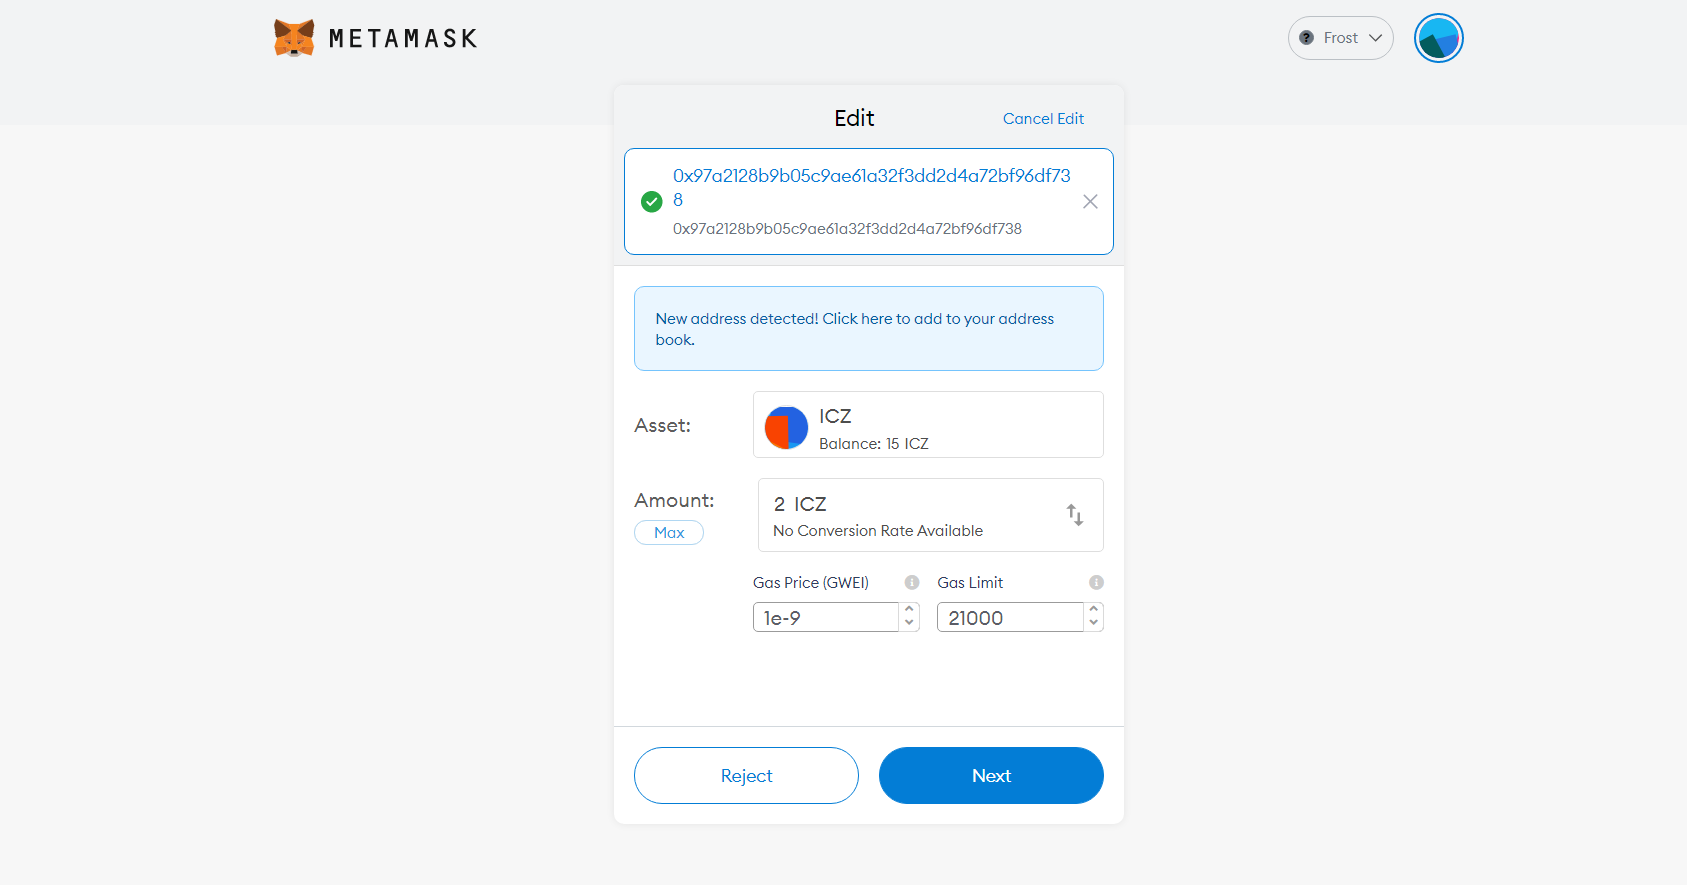 METAMASK
Frost
Edit
Cancel Edit
0x97a2128b9b05c9ae61a32f3dd2d4a72bf96df73
8
0x97a2128b9b05c9ae61a32f3dd2d4a72bf96df738
New address detected! Click here to add to your address
book.
Asset:
ICZ
Balance: 15 ICZ
Amount:
Max
2 ICZ
No Conversion Rate Available
Gas Price (GWEI)
Gas Limit
1e-9
21000
Reject
Next